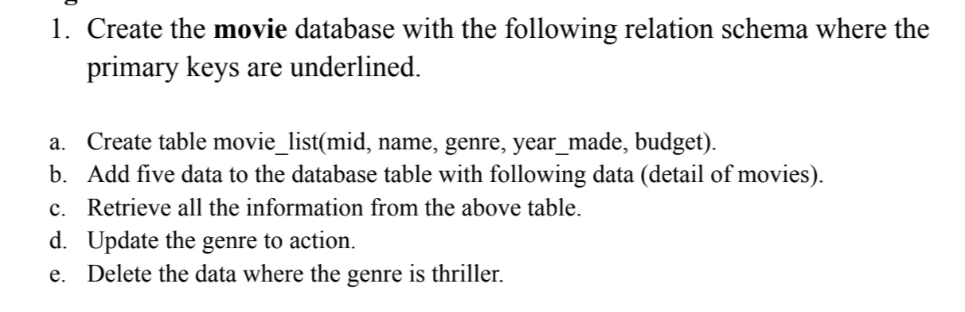 1. Create the movie database with the following relation schema where the
primary keys are underlined.
a. Create table movie_list(mid, name, genre, year_made, budget).
b. Add five data to the database table with following data (detail of movies).
c. Retrieve all the information from the above table.
d. Update the genre to action.
e. Delete the data where the genre is thriller.